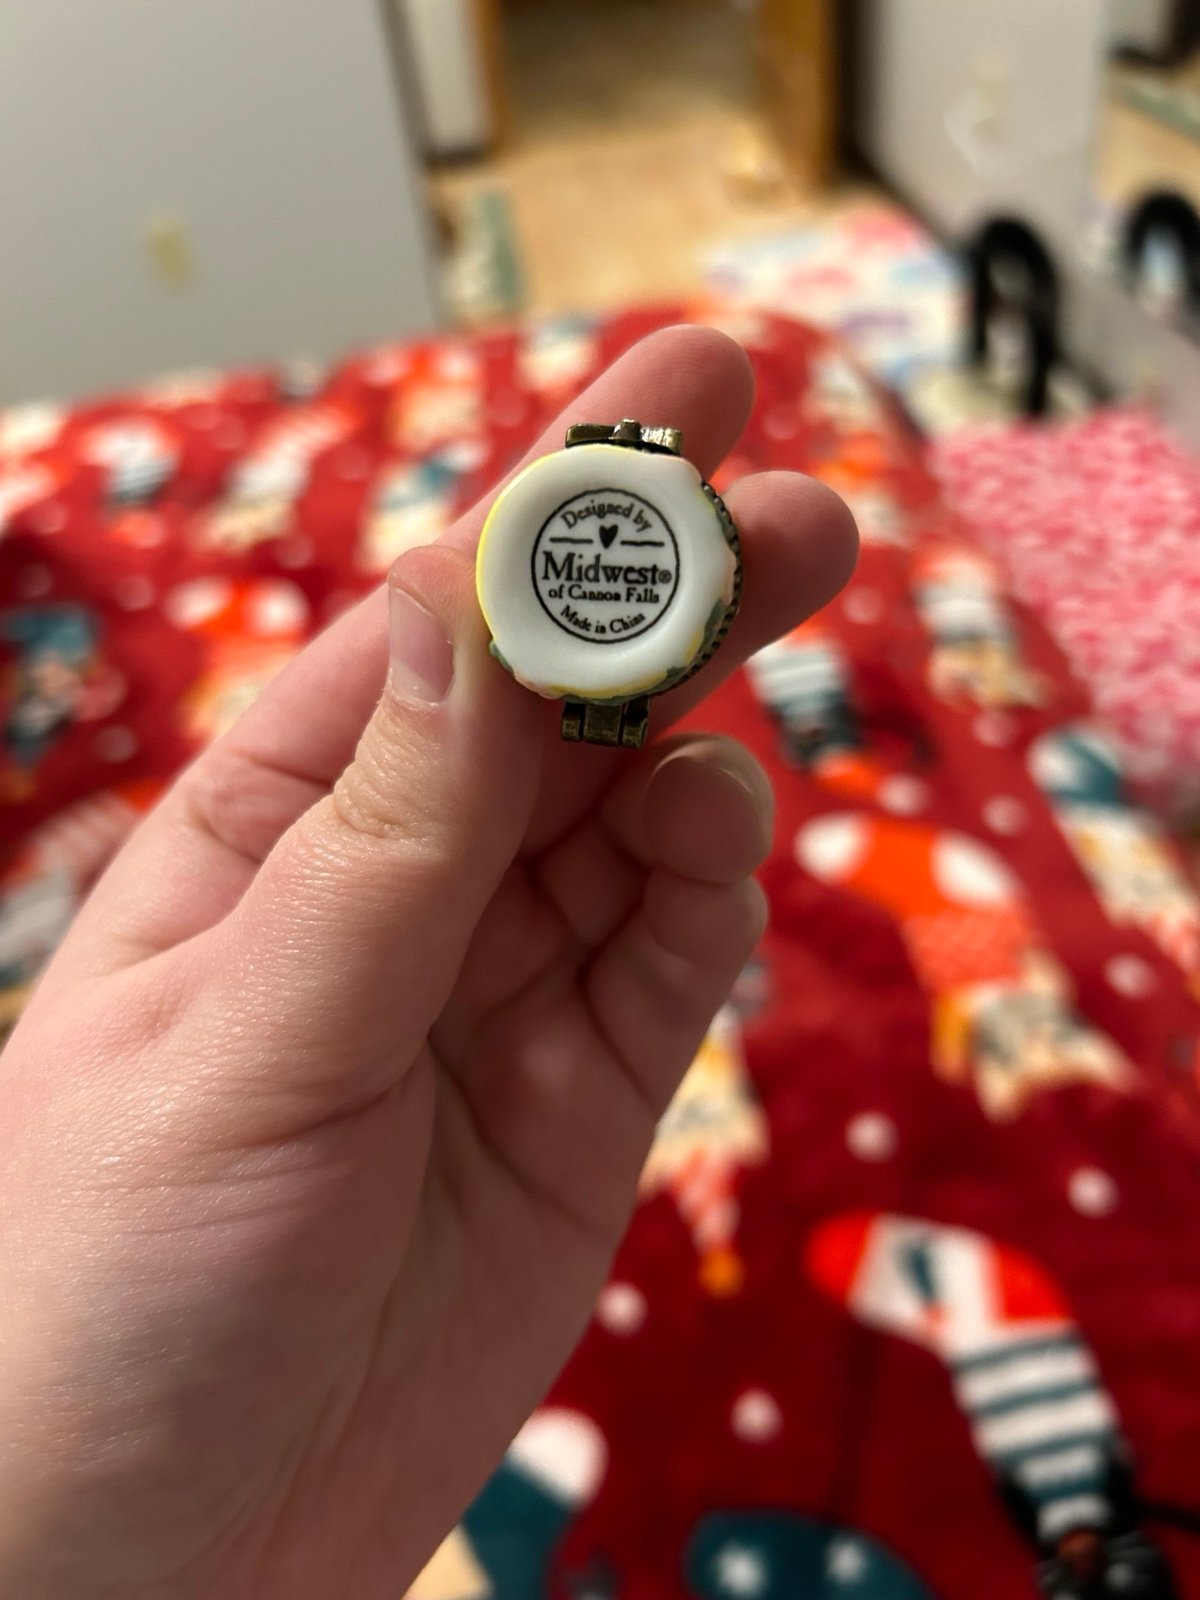 Designed by
Midwest®
of Cannon Falls
Made in China